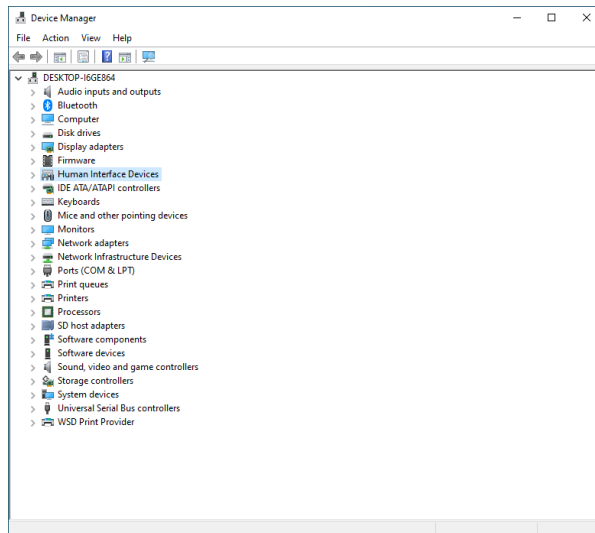 Device Manager
File Action View Help
DESKTOP-I6GE864
Audio inputs and outputs
Bluetooth
Computer
Disk drives
Display adapters
Firmware
Human Interface Devices
IDE ATA/ATAPI controllers
Keyboards
Mice and other pointing devices
Monitors
Network adapters
Network Infrastructure Devices
Ports (COM & LPT)
Print queues
Printers
Processors
SD host adapters
Software components
Software devices
Sound, video and game controllers
Storage controllers
System devices
Universal Serial Bus controllers
WSD Print Provider